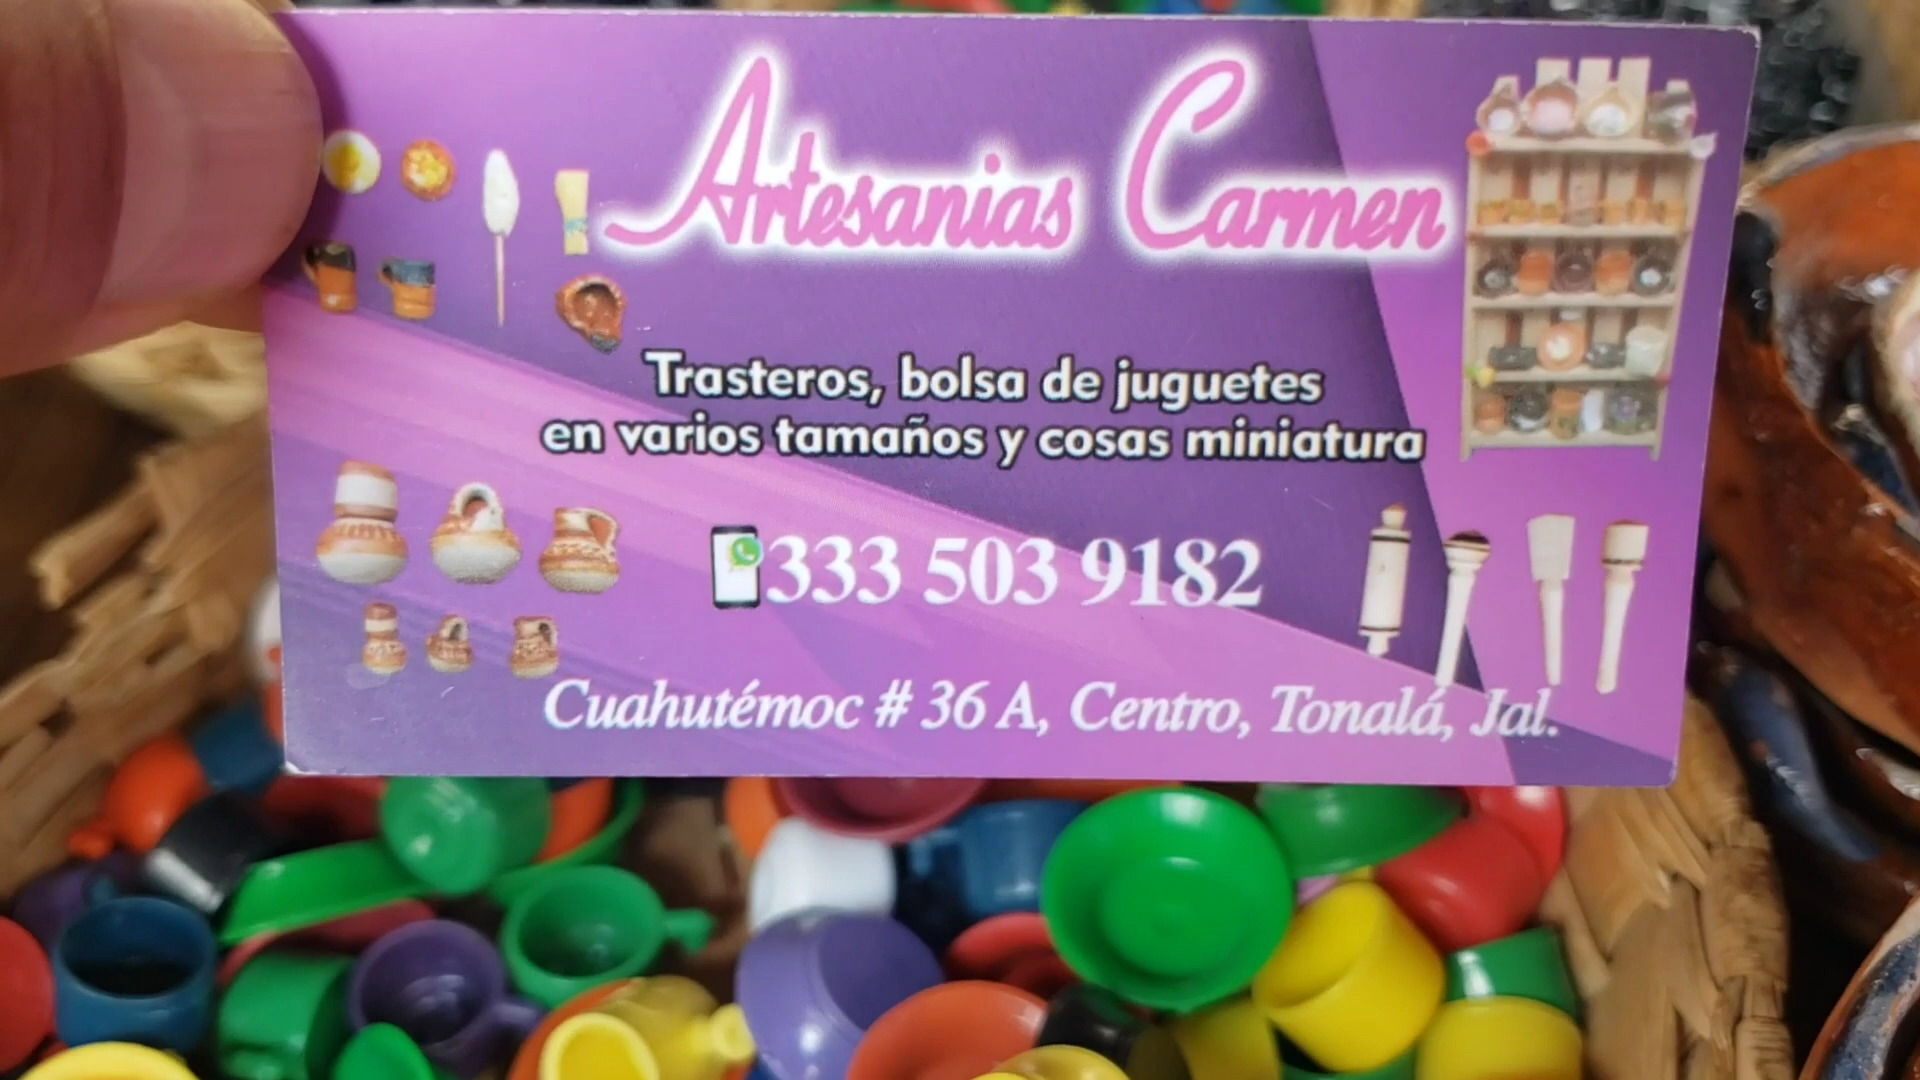 Artesanias Carmen
Trasteros, bolsa de juguetes
en varios tamaños y cosas miniatura
333 503 9182
Cuahutémoc # 36 A, Centro, Tonalá, Jal.